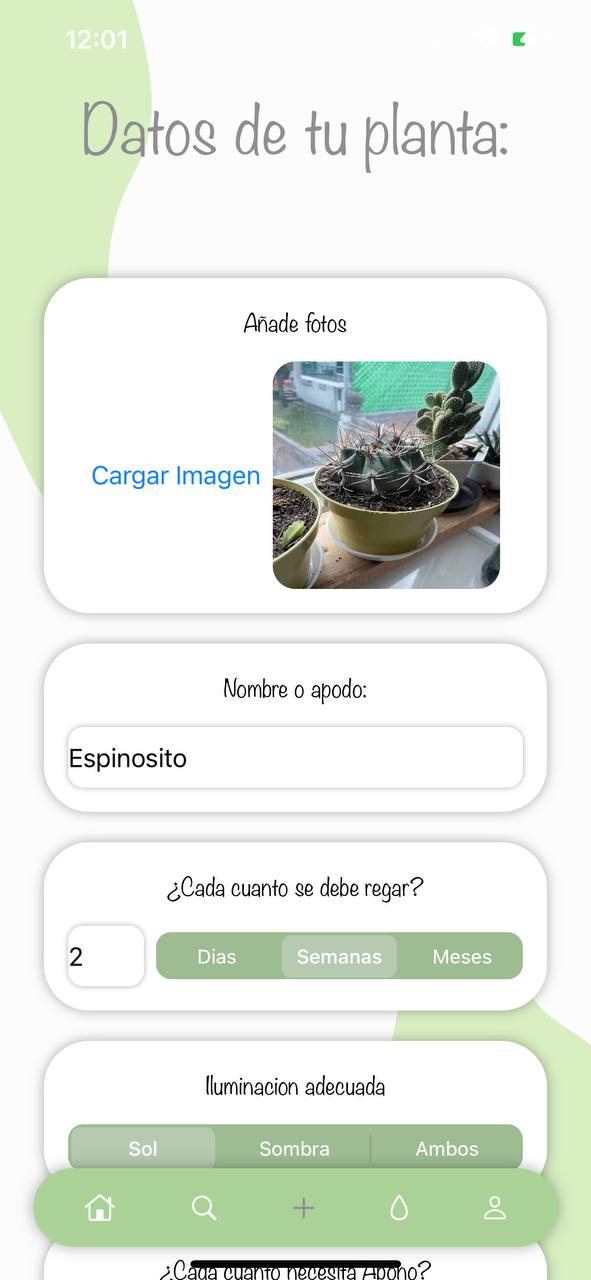 12:01
Datos de tu planta:
Añade fotos
Cargar Imagen
Nombre o apodo:
Espinosito
¿Cada cuanto se debe regar?
2 Dias Semanas Meses
Iluminacion adecuada
Sol Sombra Ambos
¿Cada cuanto necesita Abono?